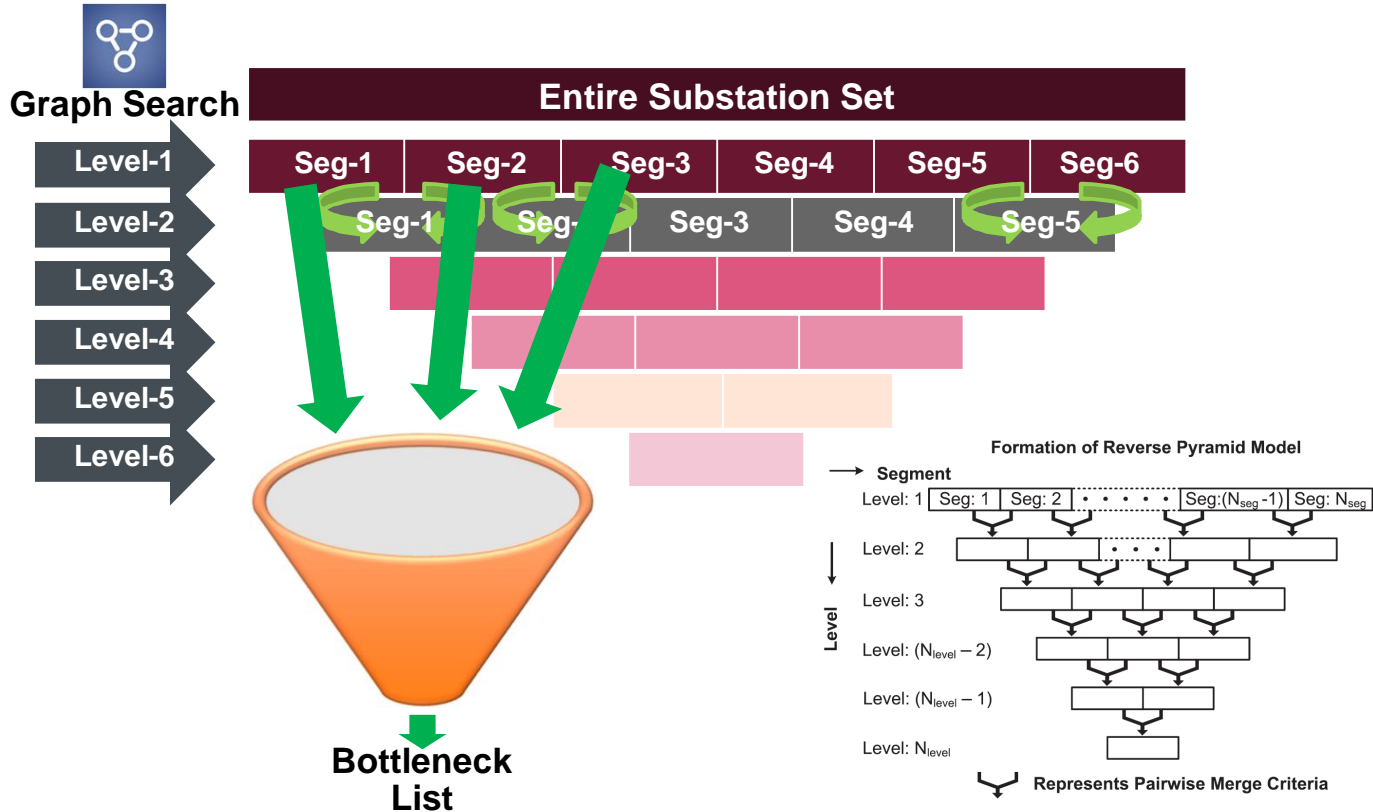 Graph Search
Entire Substation Set
Level-1
Seg-1 Seg-2 Seg-3 Seg-4 Seg-5 Seg-6
Level-2
Seg-1 Seg- Seg-3 Seg-4 Seg-5
Level-3
Level-4
Level-5
Level-6
Bottleneck
List
Formation of Reverse Pyramid Model
Segment
Level: 1 Seg: 1 Seg: 2 Seg:(Nseg -1) Seg: Nseg
Level: 2
Level: 3
Level
Level: (Nlevel – 2)
Level: (Nlevel – 1)
Level: Nlevel
Represents Pairwise Merge Criteria